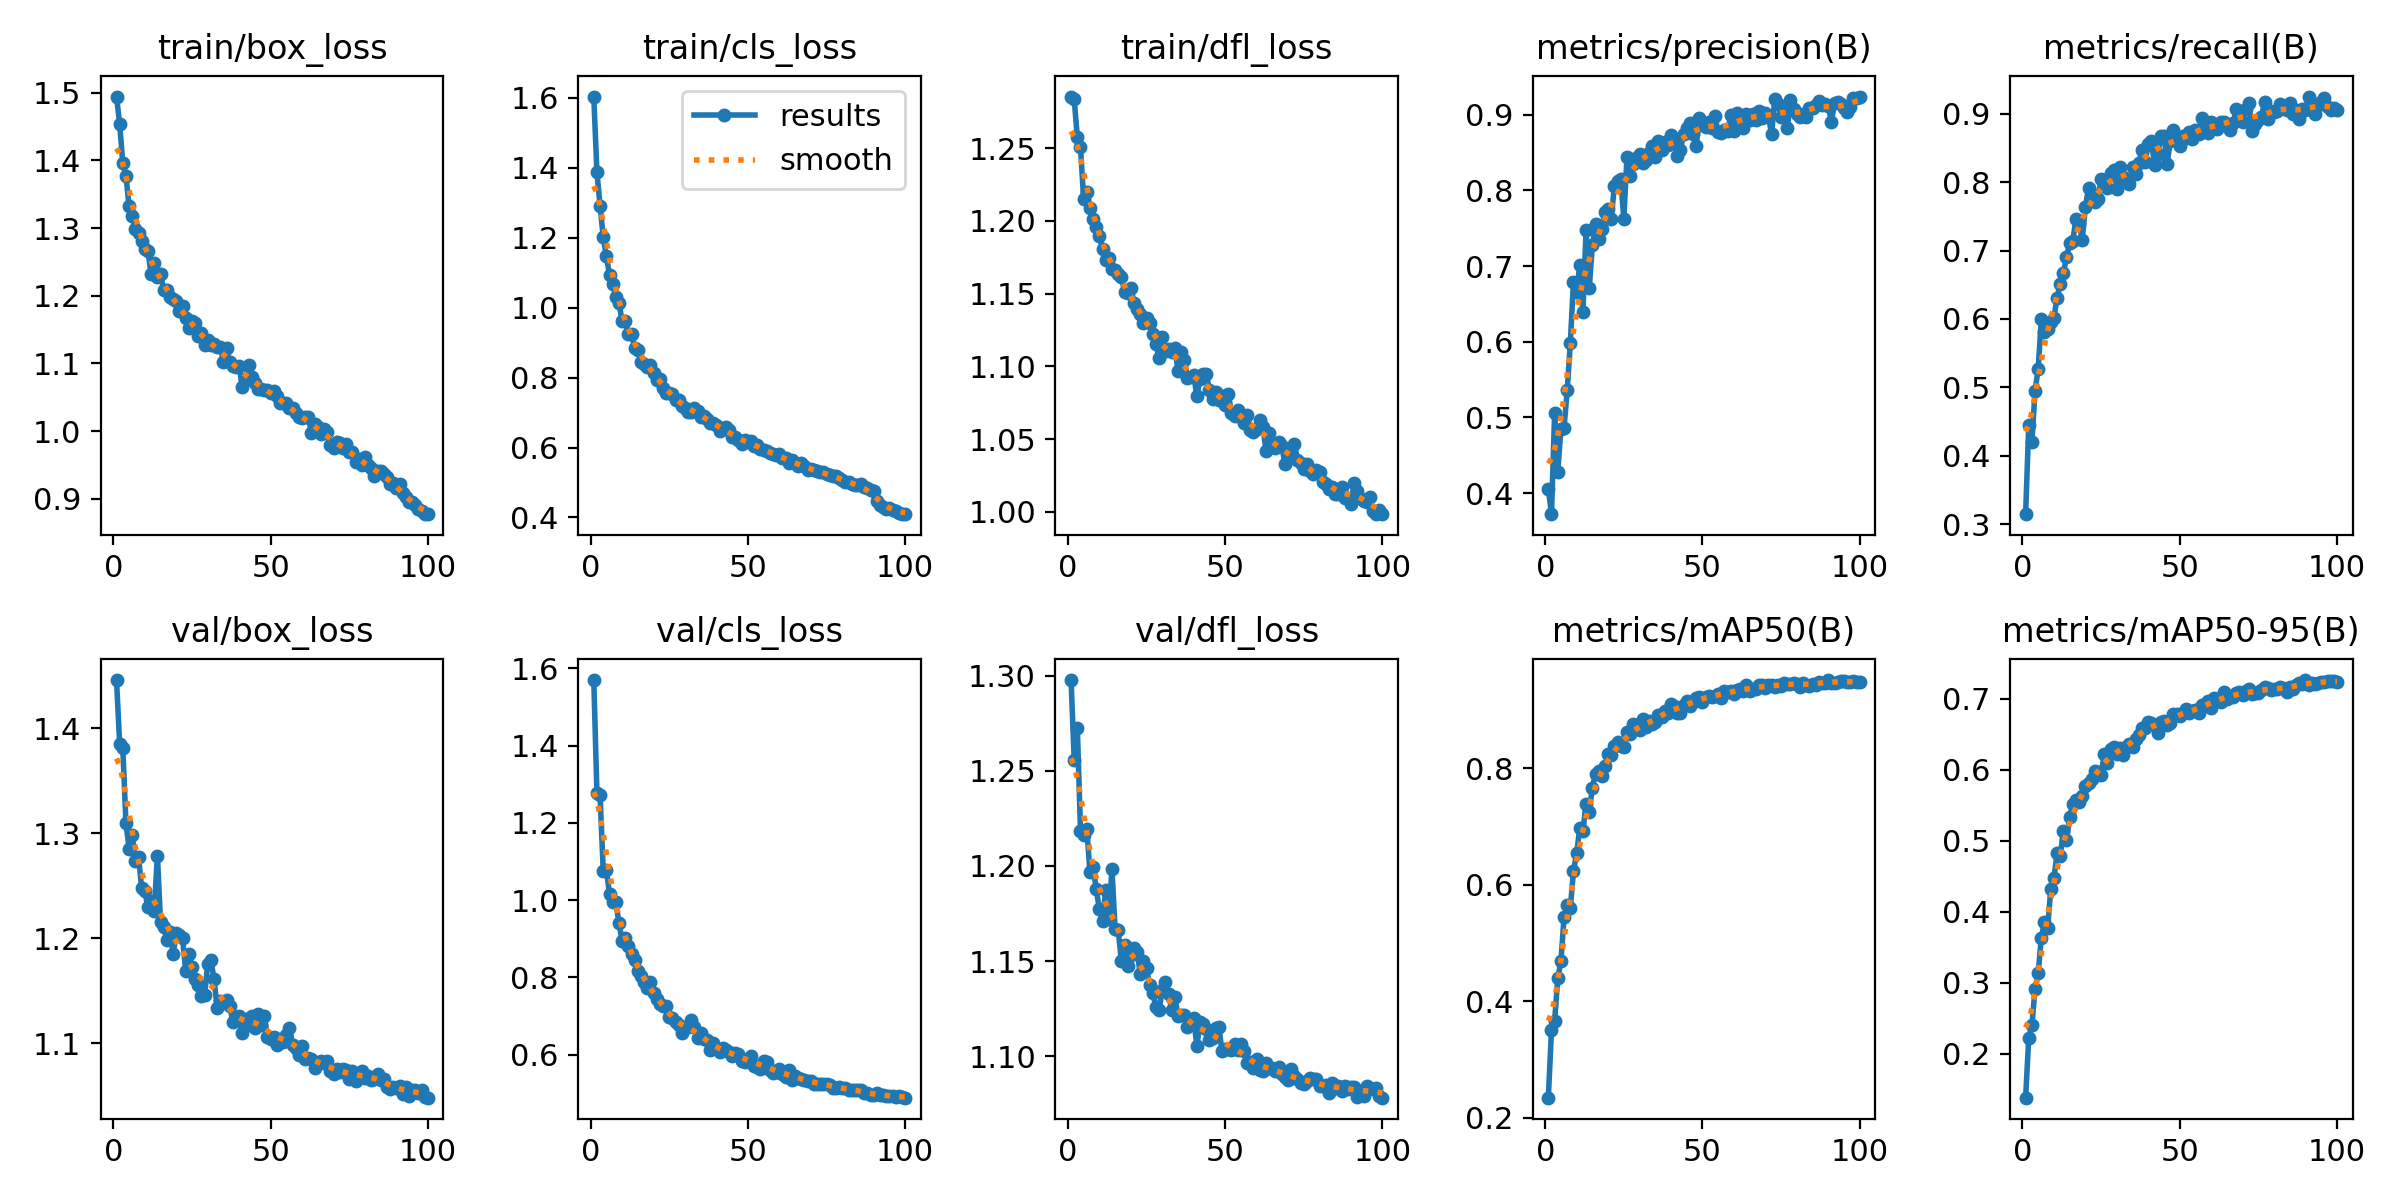 train/box_loss
1.5
1.4
1.3
1.2
1.1
1.0
0.9
0 50 100
train/cls_loss
results
smooth
1.6
1.4
1.2
1.0
0.8
0.6
0.4
0 50 100
train/dfl_loss
1.25
1.20
1.15
1.10
1.05
1.00
0 50 100
metrics/precision(B)
0.9
0.8
0.7
0.6
0.5
0.4
0 50 100
metrics/recall(B)
0.9
0.8
0.7
0.6
0.5
0.4
0.3
0 50 100
val/box_loss
1.4
1.3
1.2
1.1
0 50 100
val/cls_loss
1.6
1.4
1.2
1.0
0.8
0.6
0 50 100
val/dfl_loss
1.30
1.25
1.20
1.15
1.10
0 50 100
metrics/mAP50(B)
0.8
0.6
0.4
0.2
0 50 100
metrics/mAP50-95(B)
0.7
0.6
0.5
0.4
0.3
0.2
0 50 100